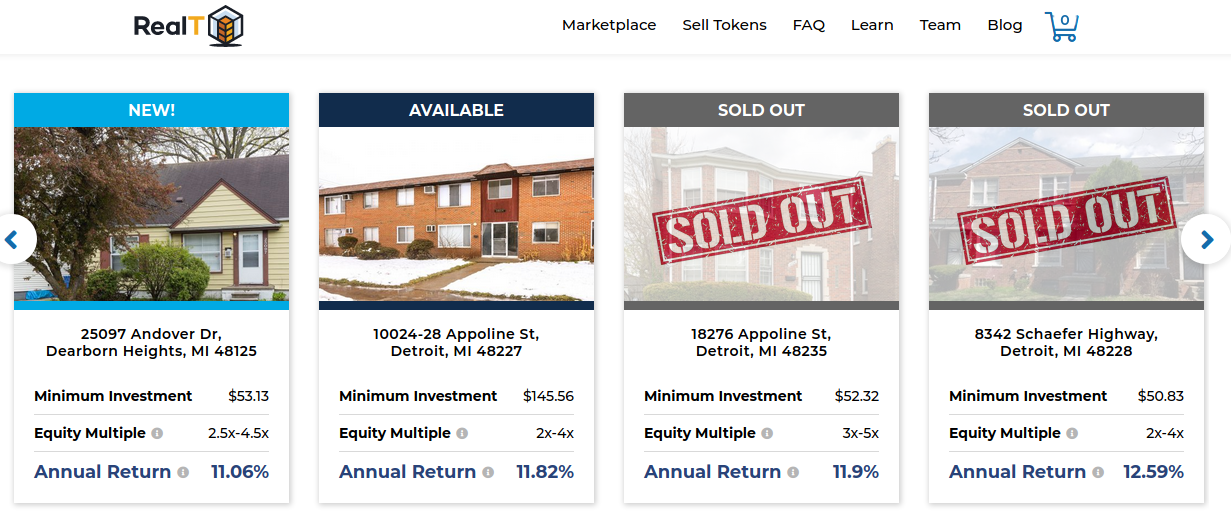 RealT
Marketplace Sell Tokens FAQ Learn Team Blog 0
NEW!
25097 Andover Dr,
Dearborn Heights, MI 48125
Minimum Investment $53.13
Equity Multiple 2.5x-4.5x
Annual Return 11.06%
AVAILABLE
10024-28 Appoline St,
Detroit, MI 48227
Minimum Investment $145.56
Equity Multiple 2x-4x
Annual Return 11.82%
SOLD OUT
SOLD OUT
18276 Appoline St,
Detroit, MI 48235
Minimum Investment $52.32
Equity Multiple 3x-5x
Annual Return 11.9%
SOLD OUT
SOLD OUT
8342 Schaefer Highway,
Detroit, MI 48228
Minimum Investment $50.83
Equity Multiple 2x-4x
Annual Return 12.59%